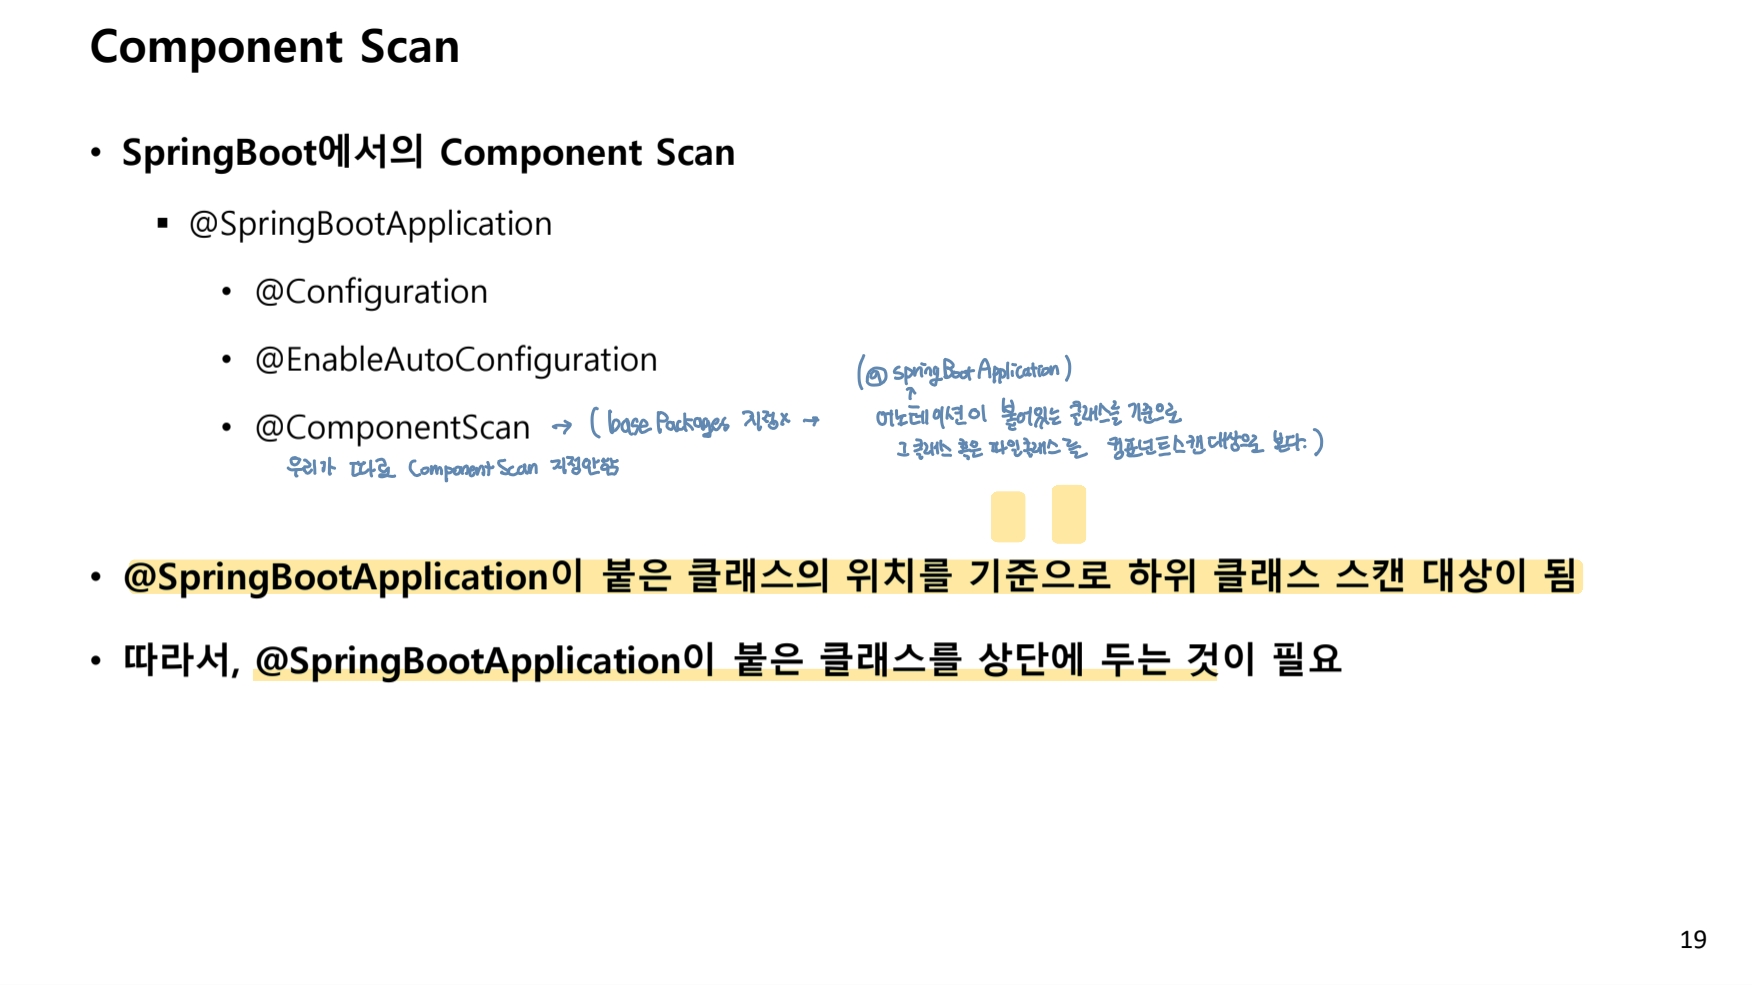 Component Scan
• SpringBoot에서의 Component Scan
▪ @SpringBootApplication
• @Configuration
• @EnableAutoConfiguration
(@ springBoot Application)
• @ComponentScan → ( base Packages 지정x → 어노테이션이 붙어있는 클래스를 기준으로
그 클래스 혹은 클래스를 컴포넌트스캔 대상으로 본다.)
우리가 따로 Component Scan 지정안함
• @SpringBootApplication이 붙은 클래스의 위치를 기준으로 하위 클래스 스캔 대상이 됨
• 따라서, @SpringBootApplication이 붙은 클래스를 상단에 두는 것이 필요
19